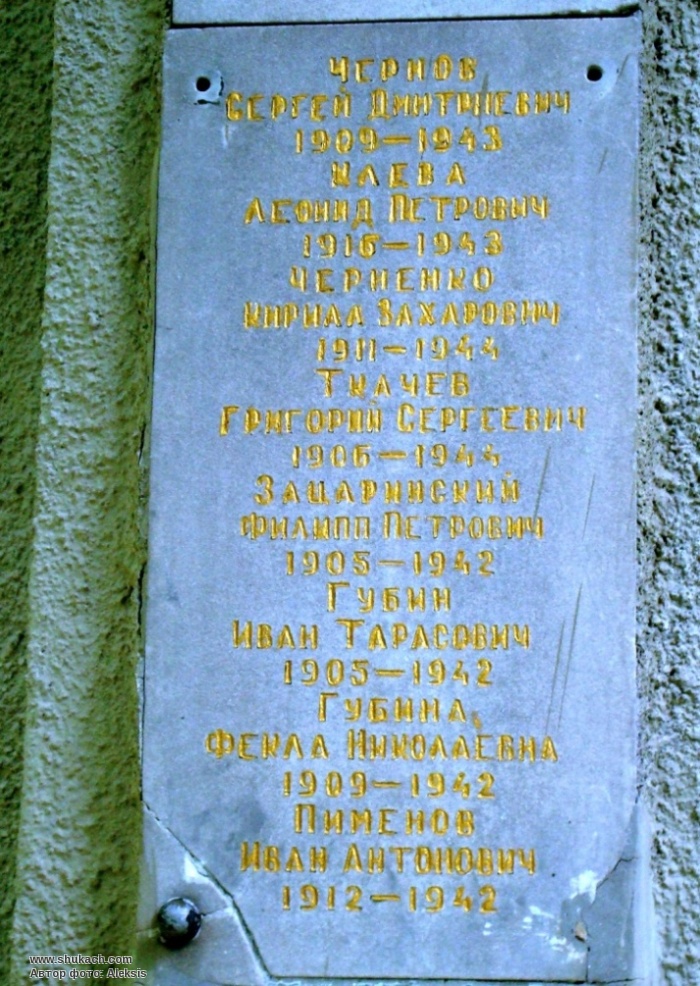 ЧЕРНОВ
СЕРГЕЙ ДМИТРИЕВИЧ
1909—1943
КЛЕВА
ЛЕОНИД ПЕТРОВИЧ
1916—1943
ЧЕРНЕНКО
КИРИЛЛ ЗАХАРОВИЧ
1911—1944
ТКАЧЕВ
ГРИГОРИЙ СЕРГЕЕВИЧ
1906—1944
ЗАЦАРИНСКИЙ
ФИЛИПП ПЕТРОВИЧ
1905—1942
ГУБИН
ИВАН ТАРАСОВИЧ
1905—1942
ГУБИНА
ФЕКЛА НИКОЛАЕВНА
1909—1942
ПИМЕНОВ
ИВАН АНТОНОВИЧ
1912—1942
www.shukach.com
Автор фото: Aleksis